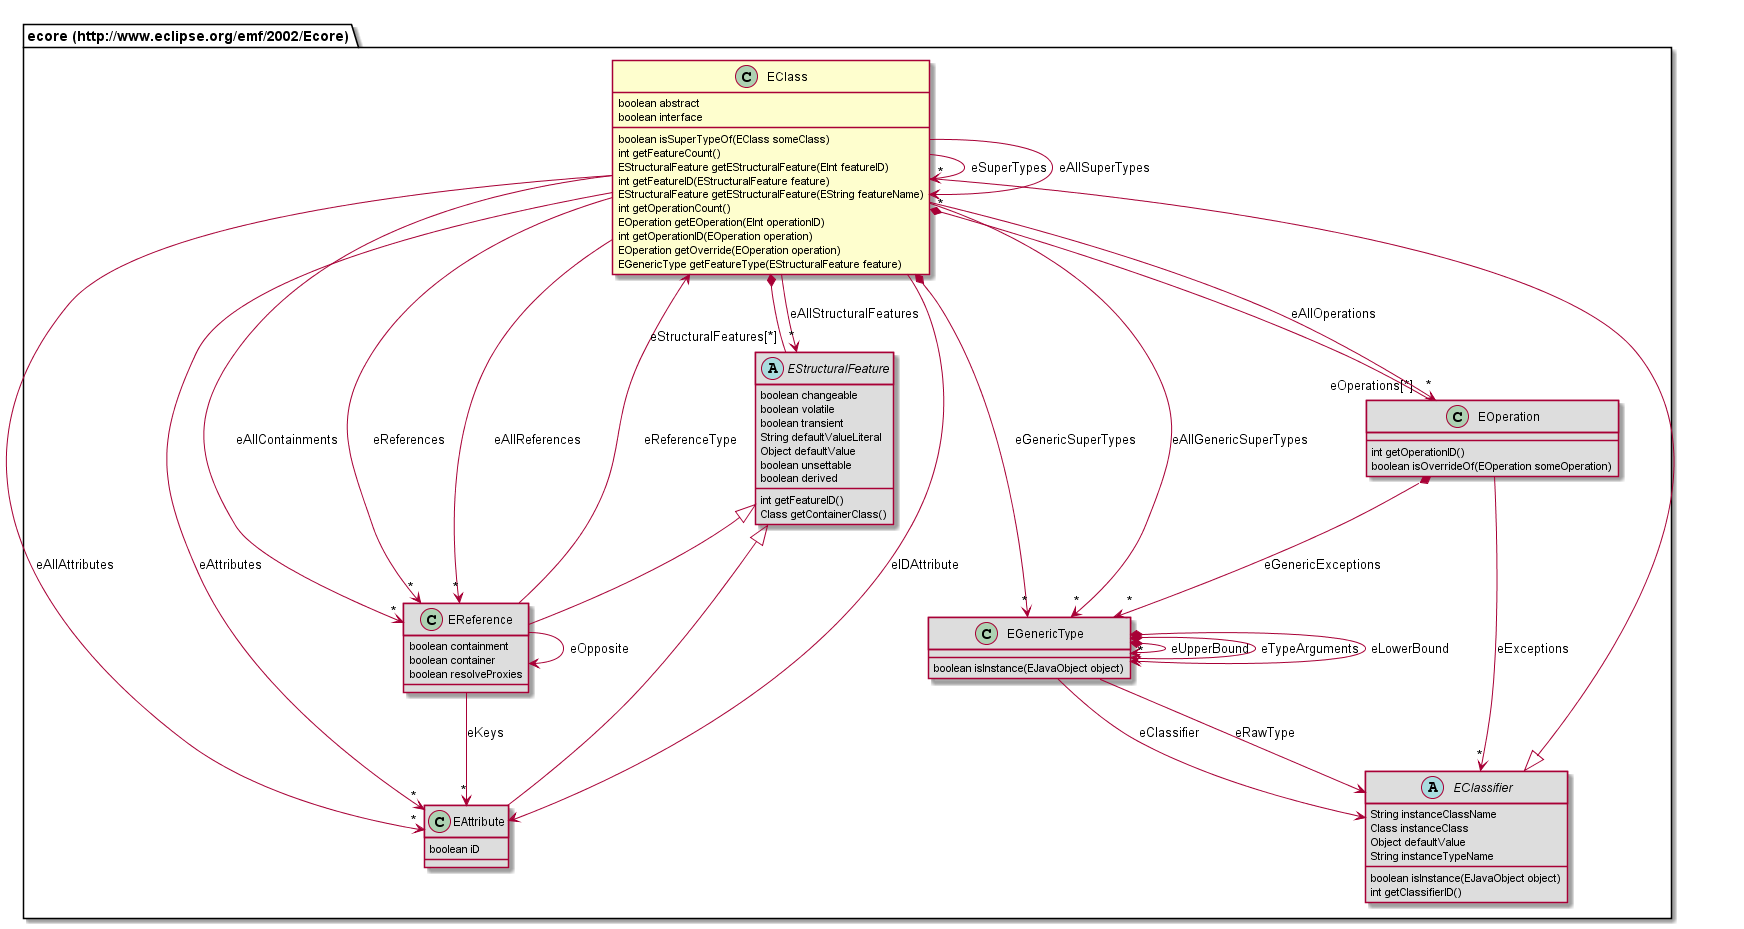 ecore (http://www.eclipse.org/emf/2002/Ecore)
C EClass
boolean abstract
boolean interface
boolean isSuperTypeOf(EClass someClass)
int getFeatureCount()
EStructuralFeature getEStructuralFeature(EInt featureID)
int getFeatureID(EStructuralFeature feature)
EStructuralFeature getEStructuralFeature(EString featureName)
int getOperationCount()
EOperation getEOperation(EInt operationID)
int getOperationID(EOperation operation)
EOperation getOverride(EOperation operation)
EGenericType getFeatureType(EStructuralFeature feature)
* eSuperTypes
* eAllSuperTypes
eAllStructuralFeatures
*
eStructuralFeatures[*]
eAllOperations
*
eOperations[*]
A EStructuralFeature
boolean changeable
boolean volatile
boolean transient
String defaultValueLiteral
Object defaultValue
boolean unsettable
boolean derived
int getFeatureID()
Class getContainerClass()
C EOperation
int getOperationID()
boolean isOverrideOf(EOperation someOperation)
eAllContainments
*
eReferences
*
eAllReferences
*
eReferenceType
eGenericSuperTypes
*
eAllGenericSuperTypes
*
eAllAttributes
*
eAttributes
*
eIDAttribute
eGenericExceptions
*
C EReference
boolean containment
boolean container
boolean resolveProxies
eOpposite
C EGenericType
boolean isInstance(EJavaObject object)
* eUpperBound
eTypeArguments
eLowerBound
eExceptions
*
eKeys
*
eClassifier
eRawType
C EAttribute
boolean iD
A EClassifier
String instanceClassName
Class instanceClass
Object defaultValue
String instanceTypeName
boolean isInstance(EJavaObject object)
int getClassifierID()